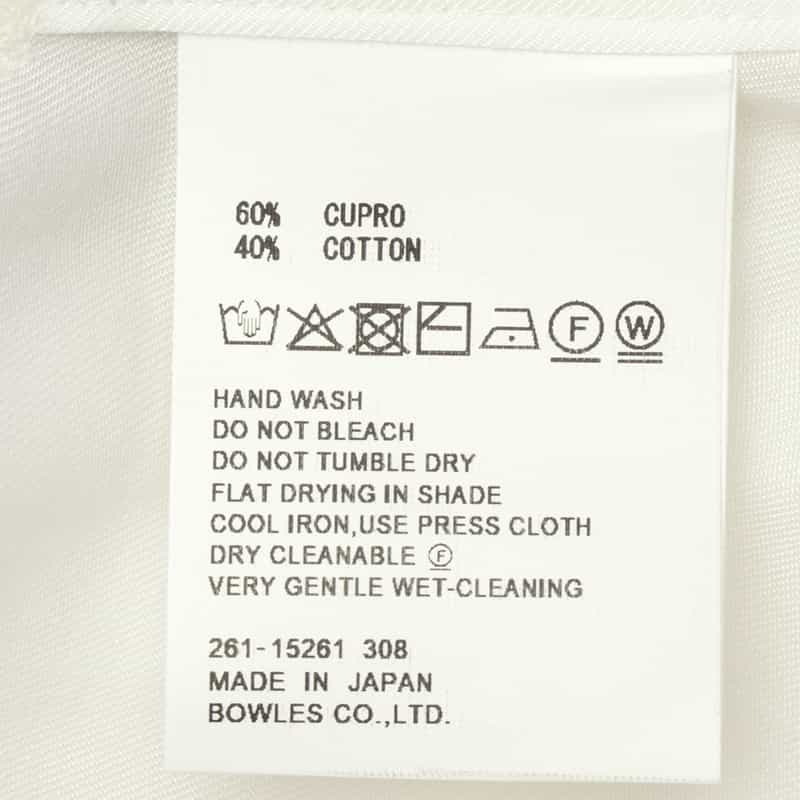 60% CUPRO
40% COTTON
F W
HAND WASH
DO NOT BLEACH
DO NOT TUMBLE DRY
FLAT DRYING IN SHADE
COOL IRON,USE PRESS CLOTH
DRY CLEANABLE Ⓕ
VERY GENTLE WET-CLEANING
261-15261 308
MADE IN JAPAN
BOWLES CO.,LTD.